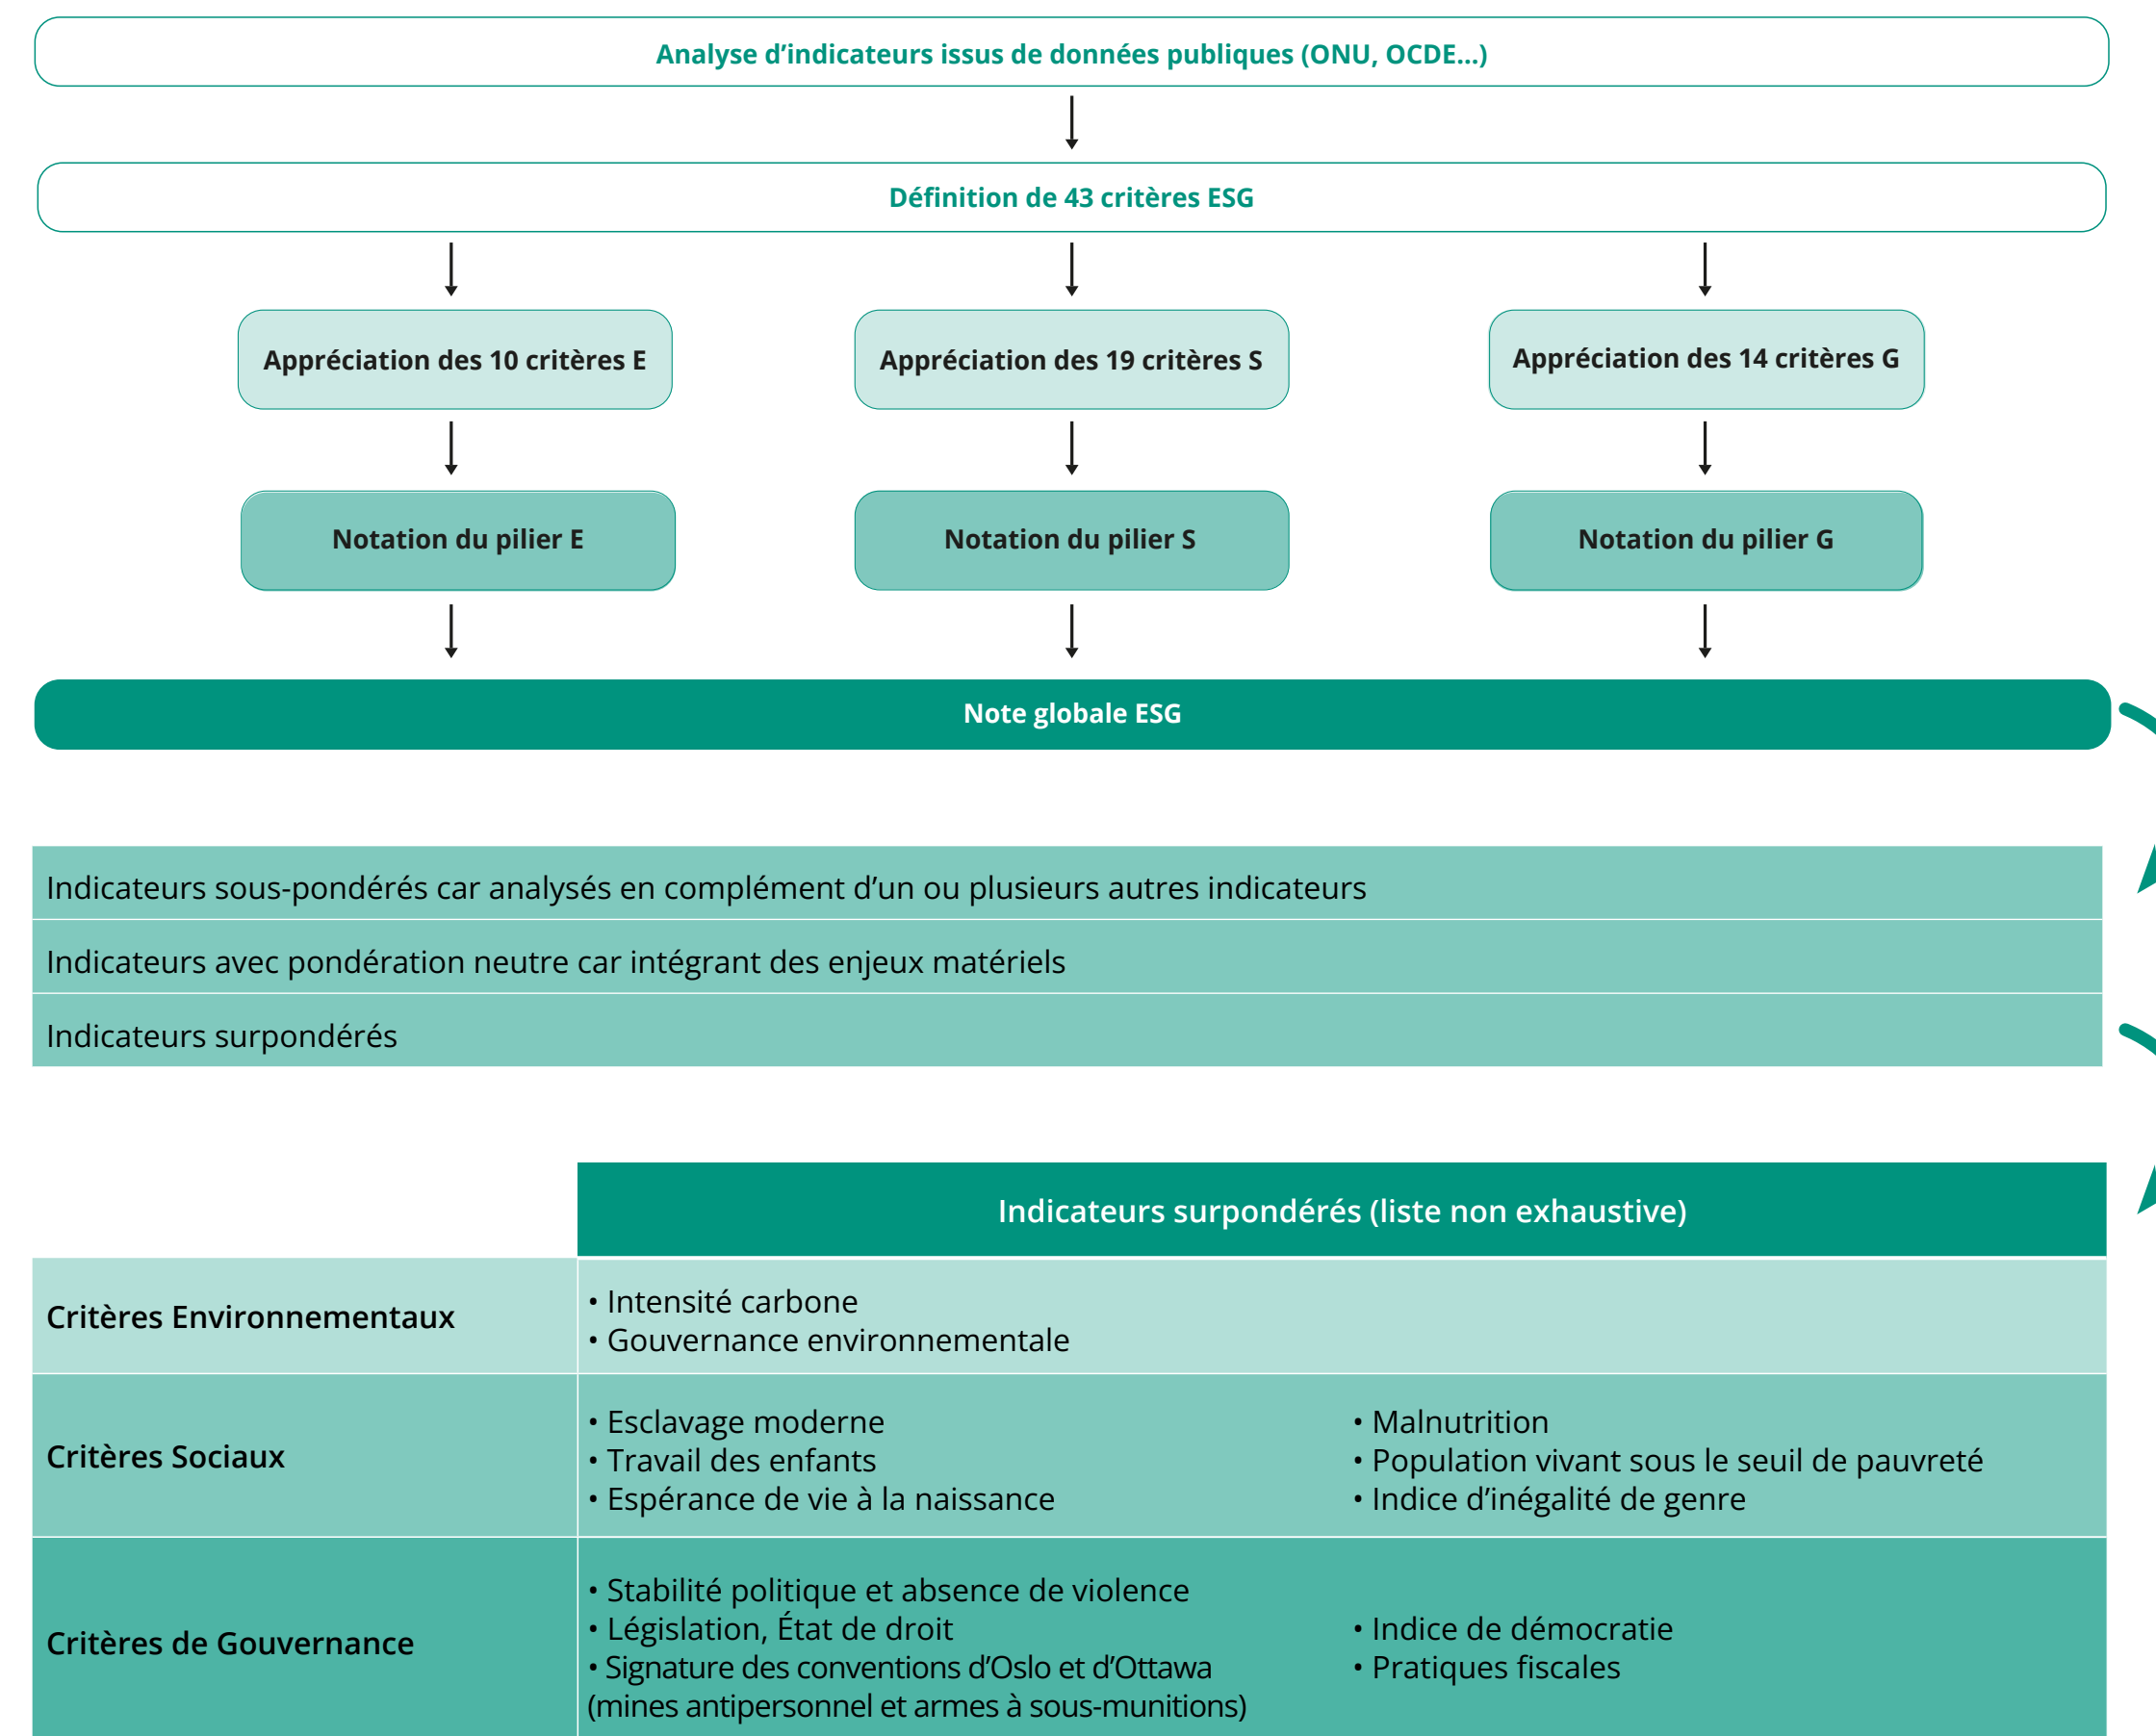 Analyse d’indicateurs issus de données publiques (ONU, OCDE...)
Définition de 43 critères ESG
Appréciation des 10 critères E
Appréciation des 19 critères S
Appréciation des 14 critères G
Notation du pilier E
Notation du pilier S
Notation du pilier G
Note globale ESG
Indicateurs sous-pondérés car analysés en complément d’un ou plusieurs autres indicateurs
Indicateurs avec pondération neutre car intégrant des enjeux matériels
Indicateurs surpondérés
Indicateurs surpondérés (liste non exhaustive)
Critères Environnementaux
• Intensité carbone
• Gouvernance environnementale
Critères Sociaux
• Esclavage moderne
• Travail des enfants
• Espérance de vie à la naissance
• Malnutrition
• Population vivant sous le seuil de pauvreté
• Indice d’inégalité de genre
Critères de Gouvernance
• Stabilité politique et absence de violence
• Législation, État de droit
• Signature des conventions d’Oslo et d’Ottawa
(mines antipersonnel et armes à sous-munitions)
• Indice de démocratie
• Pratiques fiscales